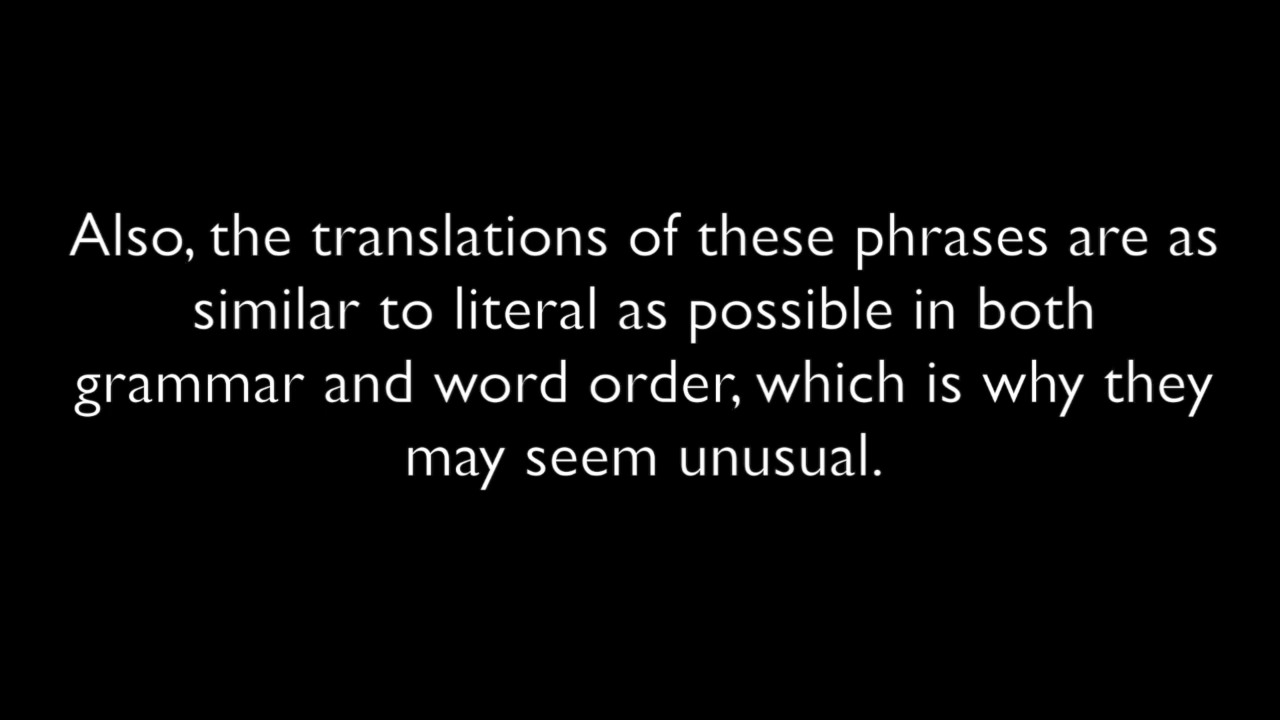 Also, the translations of these phrases are as
similar to literal as possible in both
grammar and word order, which is why they
may seem unusual.